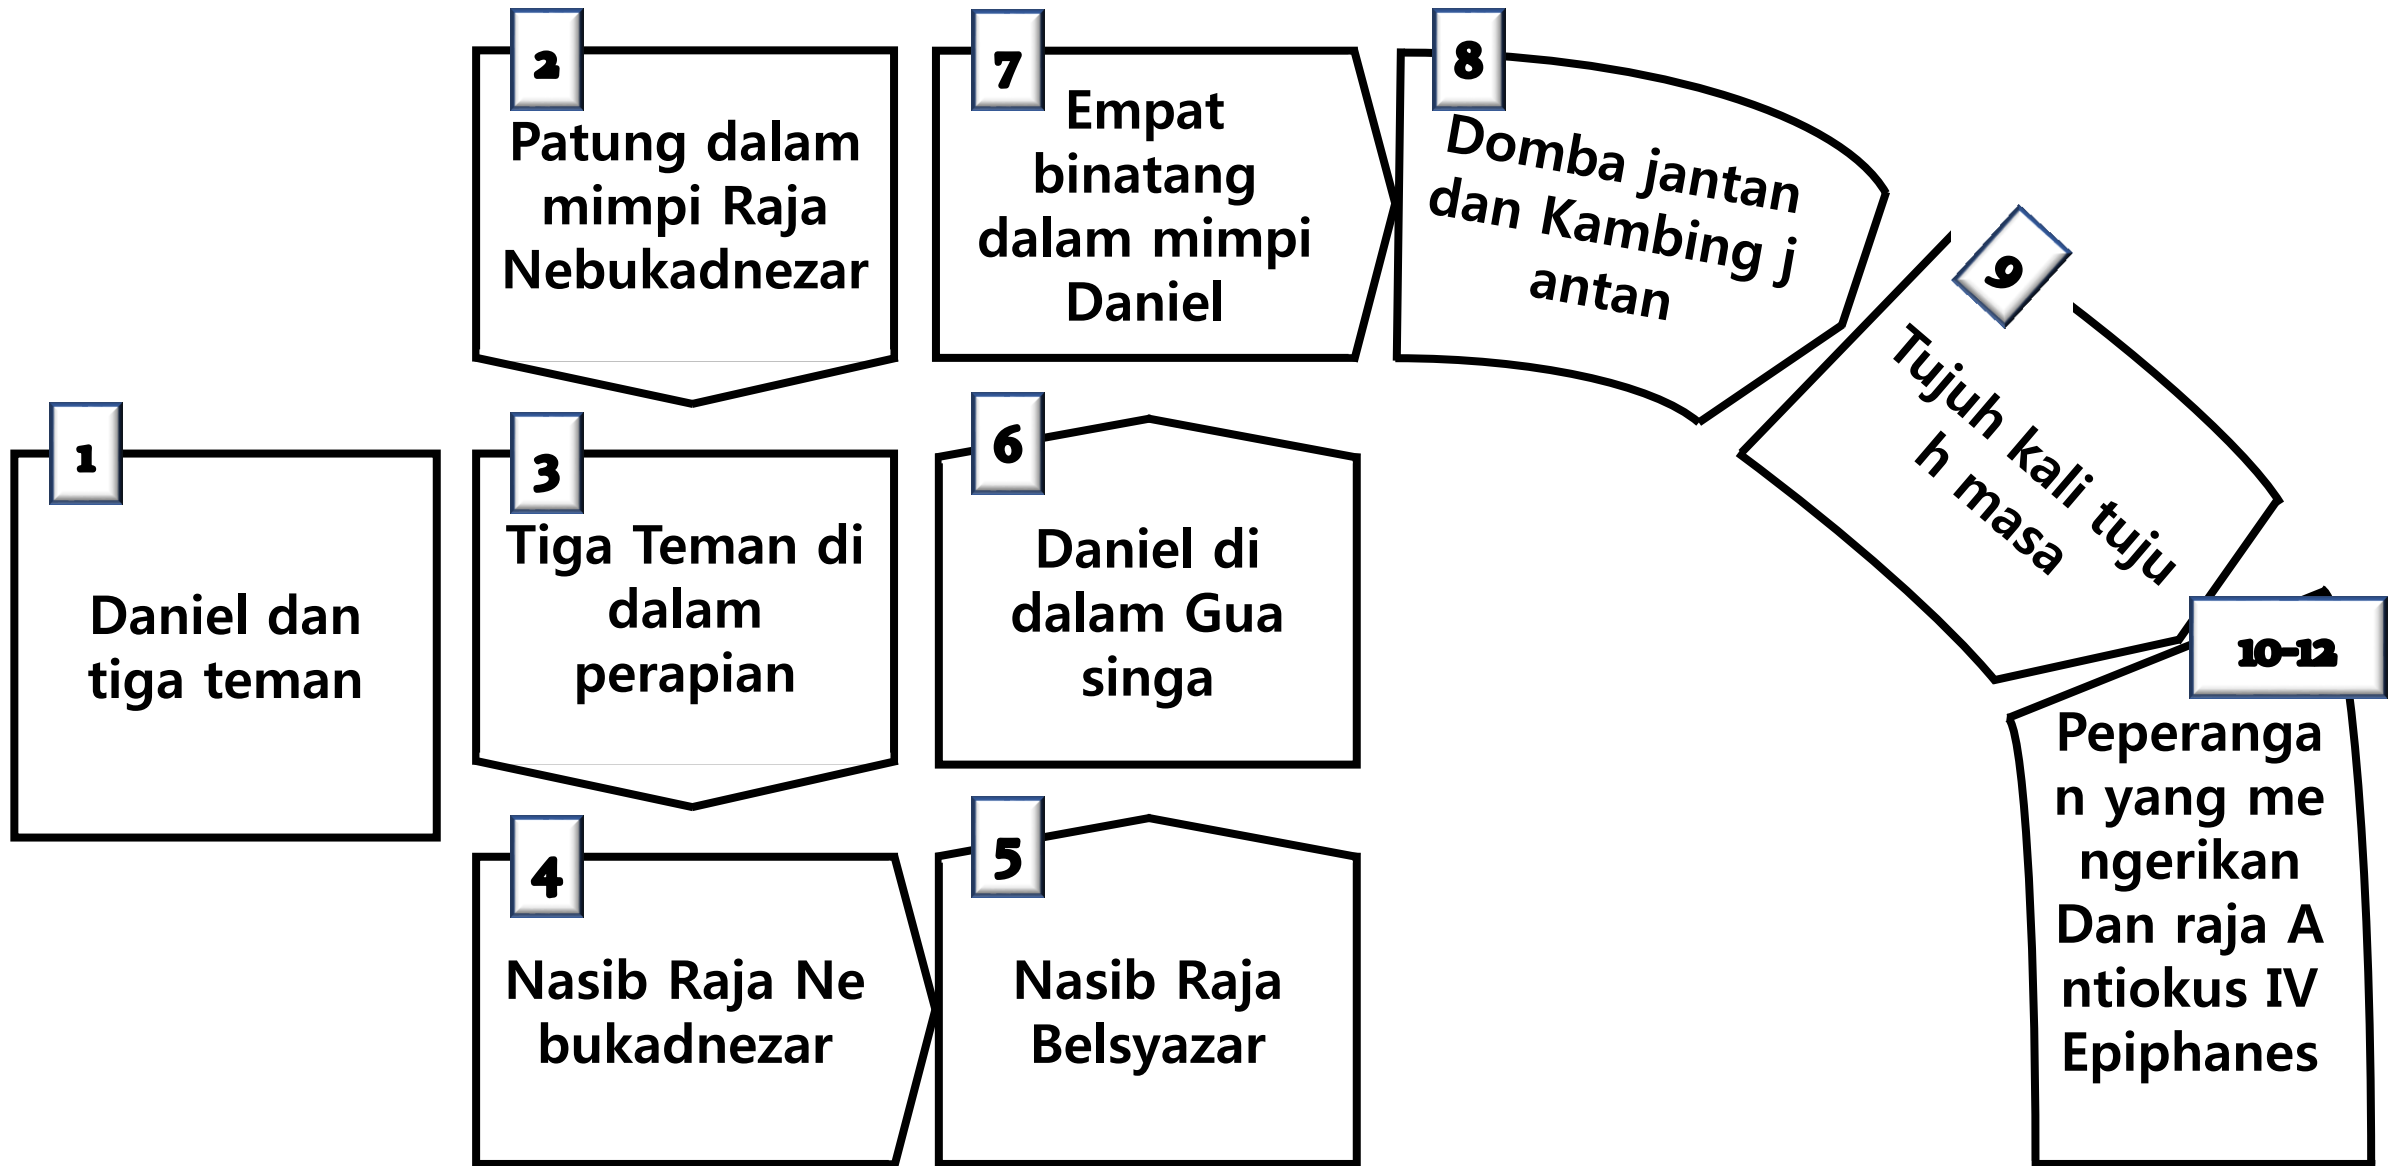 1
Daniel dan
tiga teman
2
Patung dalam
mimpi Raja
Nebukadnezar
3
Tiga Teman di
dalam
perapian
4
Nasib Raja Ne
bukadnezar
5
Nasib Raja
Belsyazar
6
Daniel di
dalam Gua
singa
7
Empat
binatang
dalam mimpi
Daniel
8
Domba jantan
dan Kambing j
antan
9
Tujuh kali tuju
h masa
10-12
Peperanga
n yang me
ngerikan
Dan raja A
ntiokus IV
Epiphanes